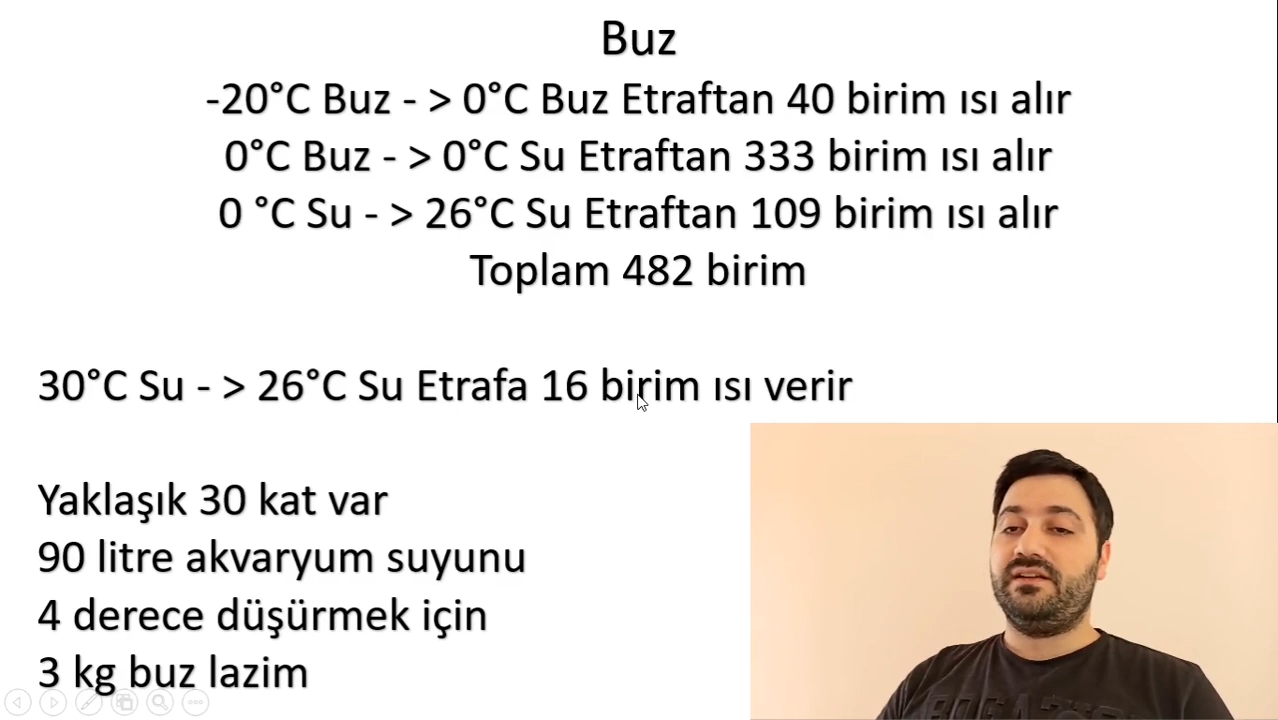 Buz
-20°C Buz - > 0°C Buz Etraftan 40 birim ısı alır
0°C Buz - > 0°C Su Etraftan 333 birim ısı alır
0 °C Su - > 26°C Su Etraftan 109 birim ısı alır
Toplam 482 birim
30°C Su - > 26°C Su Etrafa 16 birim ısı verir
Yaklaşık 30 kat var
90 litre akvaryum suyunu
4 derece düşürmek için
3 kg buz lazim